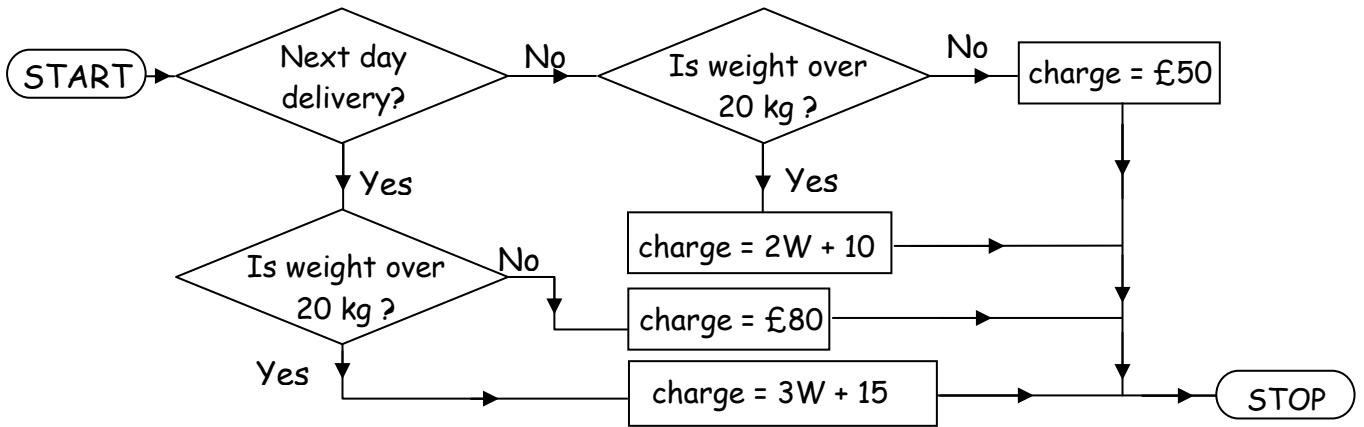 START
Next day
delivery?
No
Is weight over
20 kg ?
No
charge = £50
Yes
Yes
charge = 2W + 10
Is weight over
20 kg ?
No
charge = £80
Yes
charge = 3W + 15
STOP